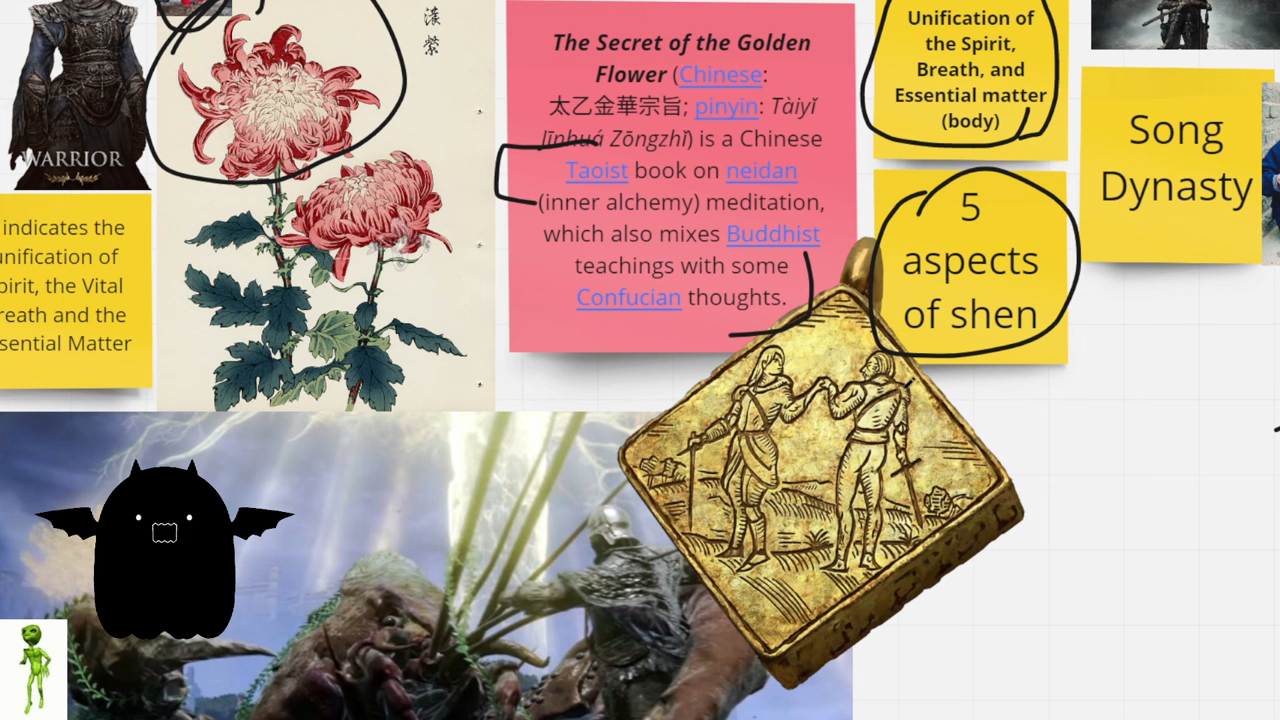 WARRIOR
indicates the
unification of
pirit, the Vital
reath and the
sential Matter
The Secret of the Golden
Flower (Chinese:
太乙金華宗旨; pinyin: Tàiyǐ
Jīnhuá Zōngzhǐ) is a Chinese
Taoist book on neidan
(inner alchemy) meditation,
which also mixes Buddhist
teachings with some
Confucian thoughts.
Unification of
the Spirit,
Breath, and
Essential matter
(body)
5
aspects
of shen
Song
Dynasty